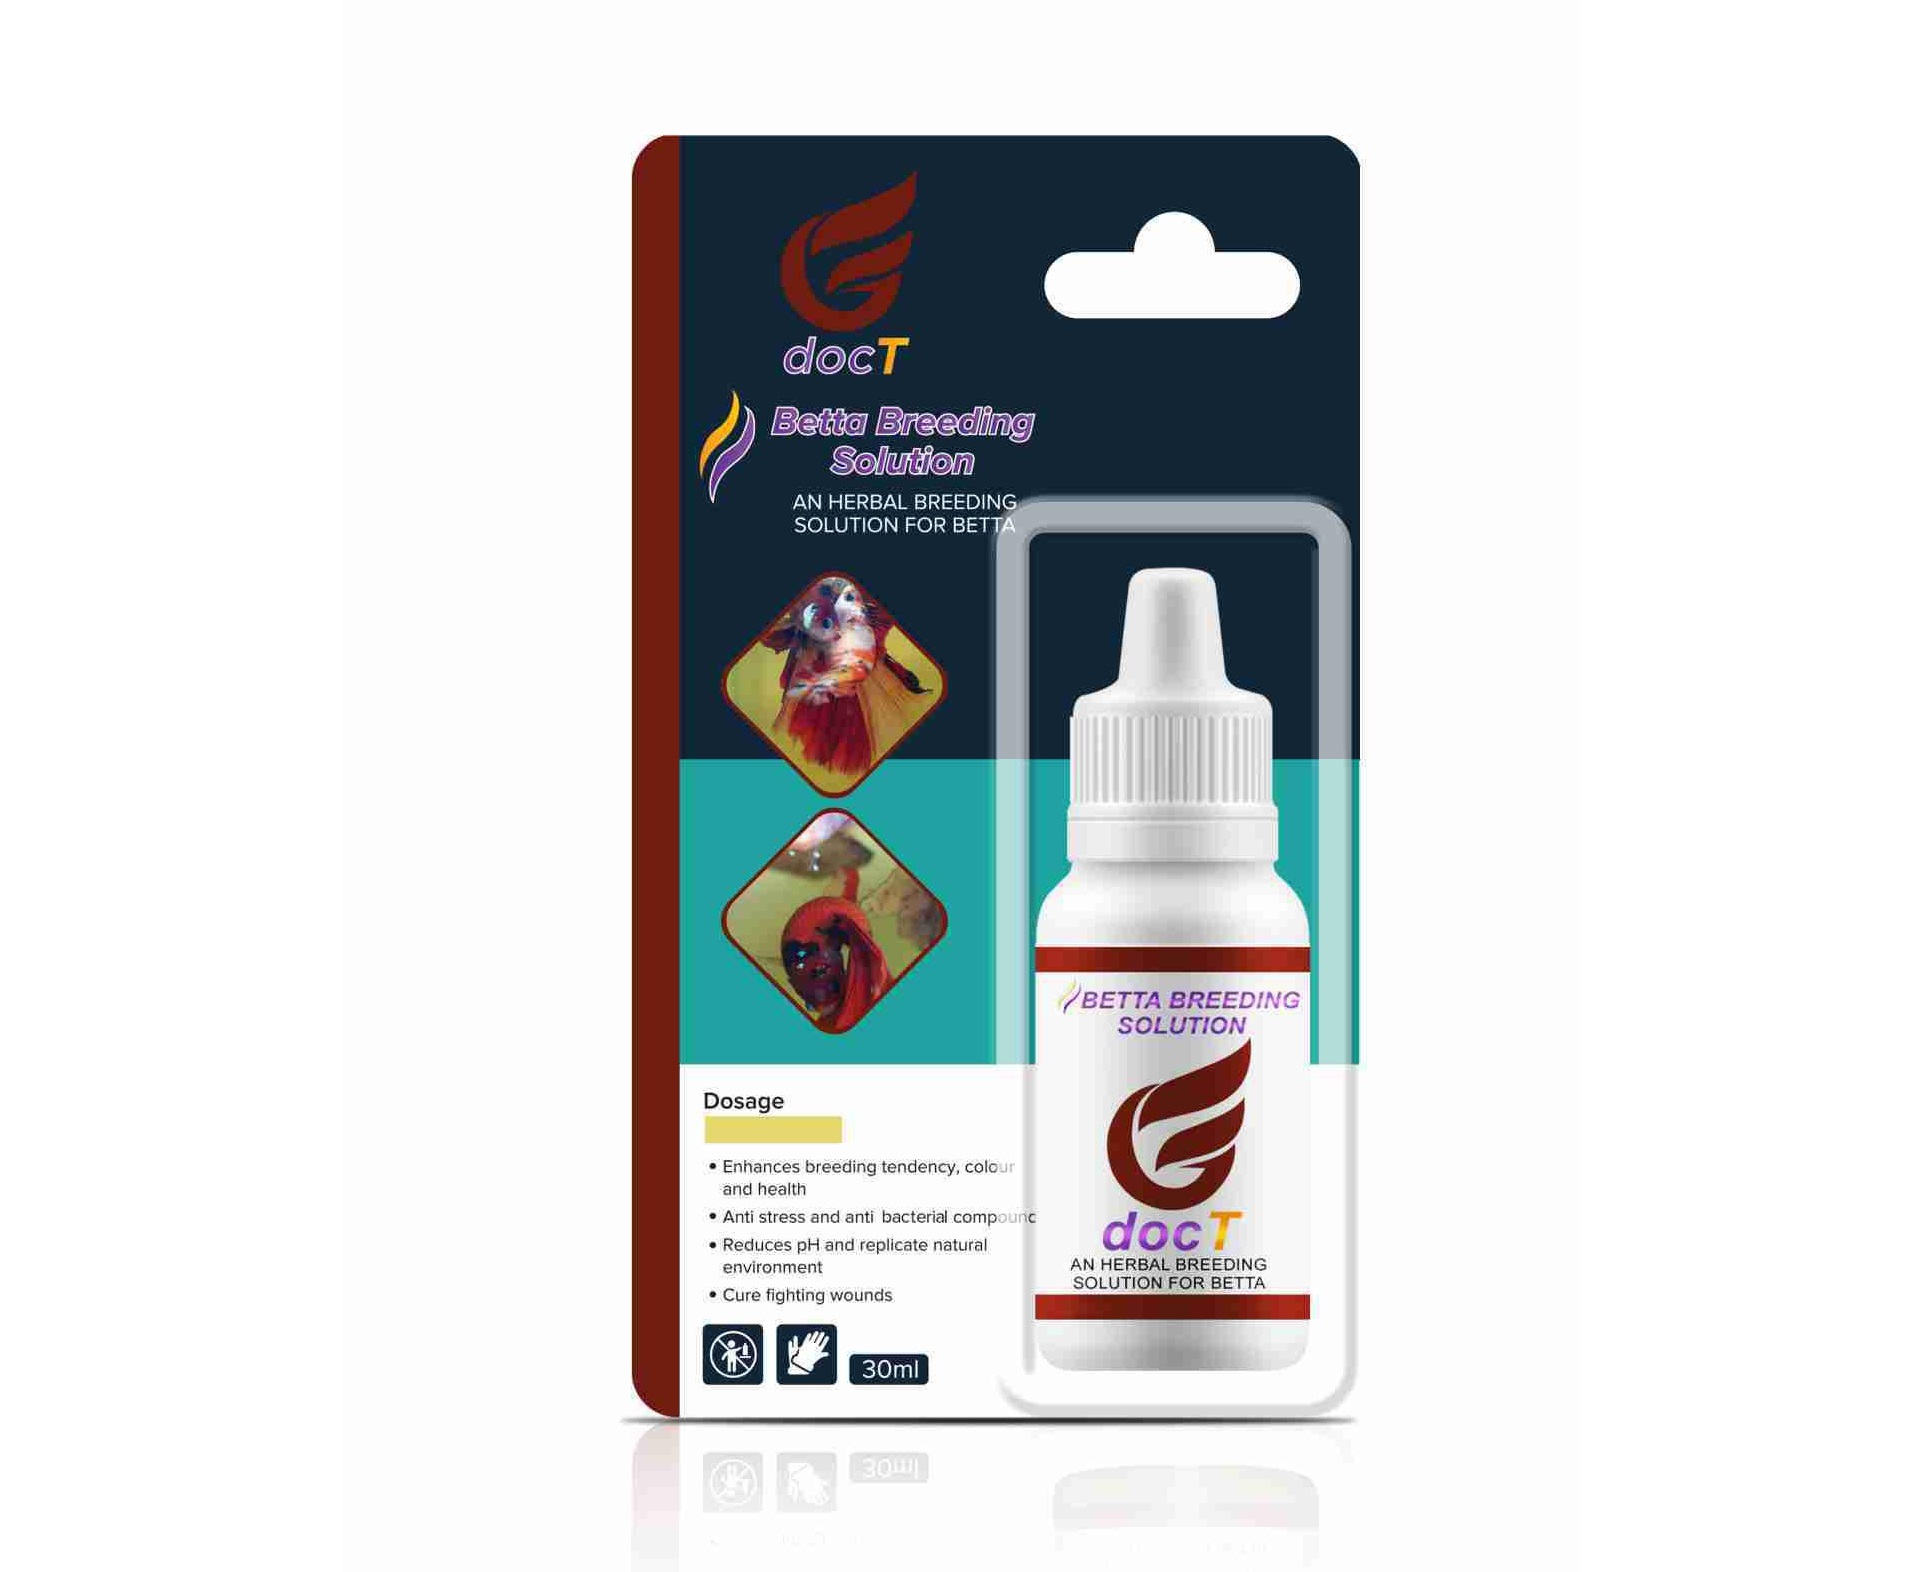 docT
Betta Breeding
Solution
AN HERBAL BREEDING
SOLUTION FOR BETTA
BETTA BREEDING
SOLUTION
docT
AN HERBAL BREEDING
SOLUTION FOR BETTA
Dosage
• Enhances breeding tendency, colour
and health
• Anti stress and anti bacterial compound
• Reduces pH and replicate natural
environment
• Cure fighting wounds
30ml